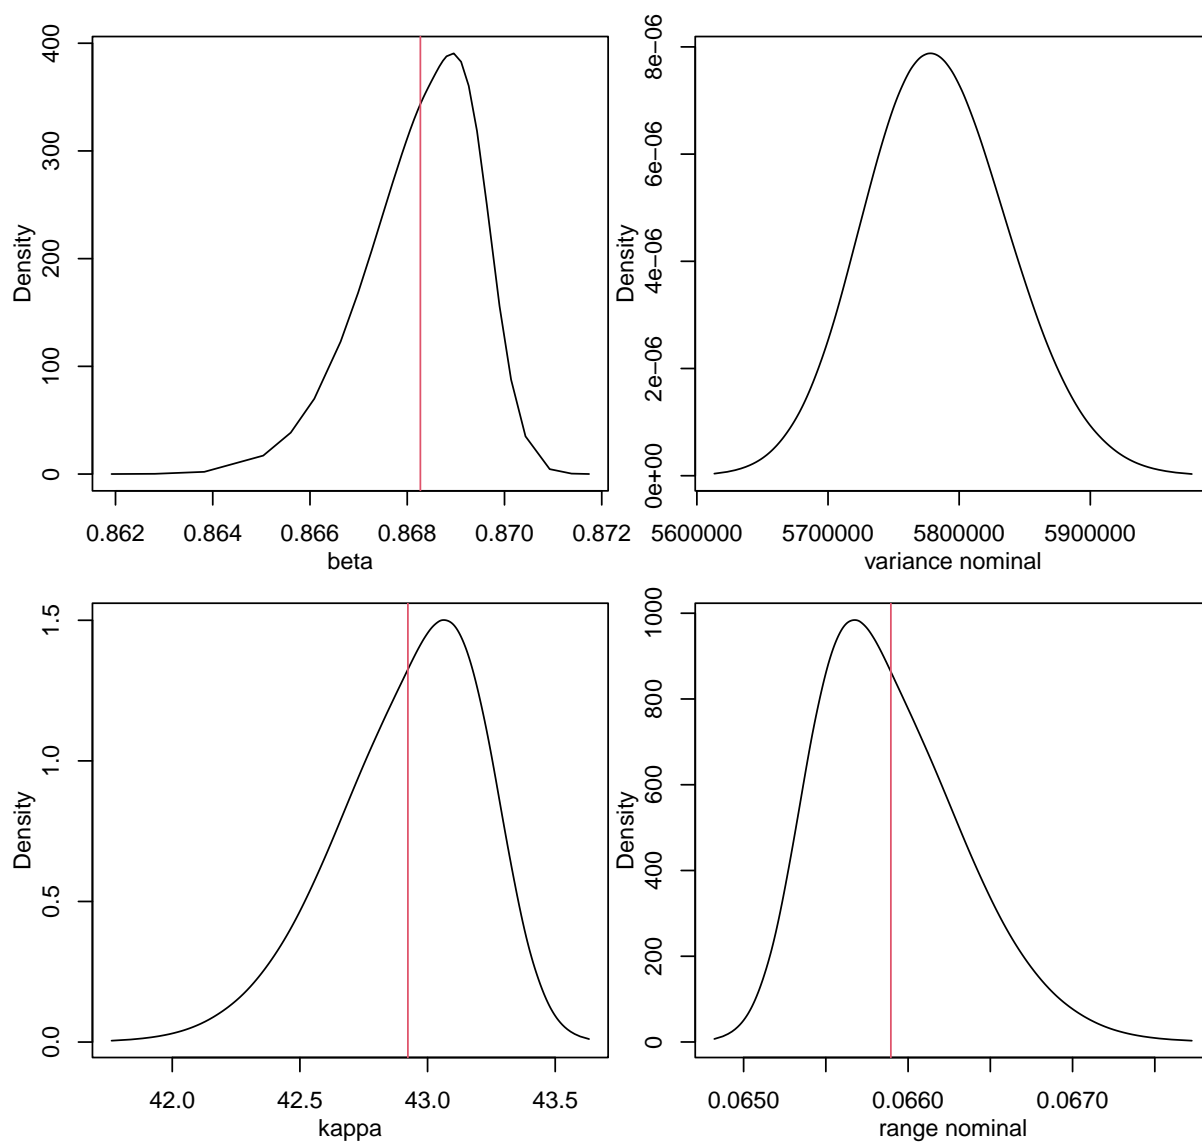 Density
0 100 200 300 400
0.862 0.864 0.866 0.868 0.870 0.872
beta
Density
0e+00 2e−06 4e−06 6e−06 8e−06
5600000 5700000 5800000 5900000
variance nominal
Density
0.0 0.5 1.0 1.5
42.0 42.5 43.0 43.5
kappa
Density
0 200 400 600 800 1000
0.0650 0.0660 0.0670
range nominal